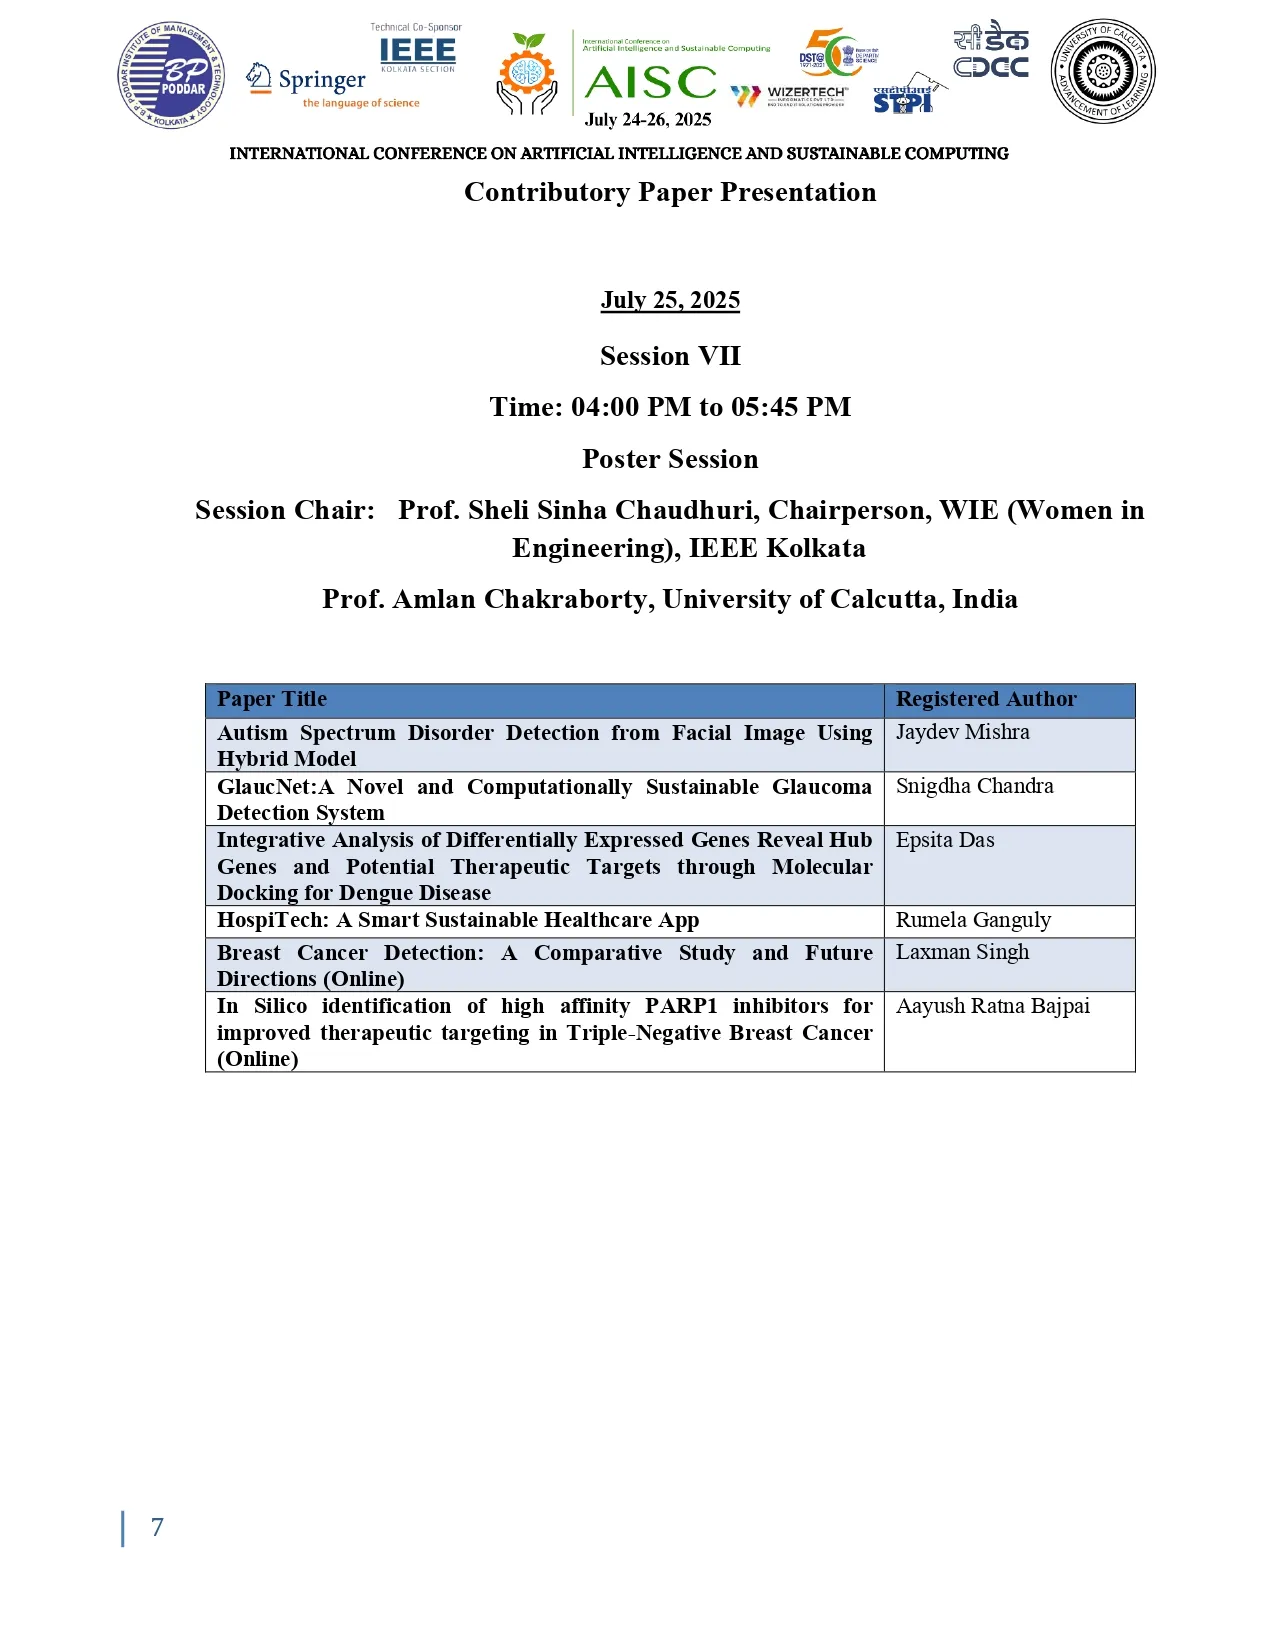 Technical Co-Sponsor
IEEE
KOLKATA SECTION
Springer
the language of science
B.P. PODDAR INSTITUTE OF MANAGEMENT & TECHNOLOGY
BP
PODDAR
KOLKATA
International Conference on
Artificial Intelligence and Sustainable Computing
AISC
July 24-26, 2025
DST@50
1971-2021
WIZERTECH™
INFORMATICS PVT LTD
एसटीपीआई
STPI
सी डैक
CDAC
UNIVERSITY OF CALCUTTA
ADVANCEMENT OF LEARNING
INTERNATIONAL CONFERENCE ON ARTIFICIAL INTELLIGENCE AND SUSTAINABLE COMPUTING
Contributory Paper Presentation
July 25, 2025
Session VII
Time: 04:00 PM to 05:45 PM
Poster Session
Session Chair: Prof. Sheli Sinha Chaudhuri, Chairperson, WIE (Women in
Engineering), IEEE Kolkata
Prof. Amlan Chakraborty, University of Calcutta, India
Paper Title Registered Author
Autism Spectrum Disorder Detection from Facial Image Using Jaydev Mishra
Hybrid Model
GlaucNet:A Novel and Computationally Sustainable Glaucoma Snigdha Chandra
Detection System
Integrative Analysis of Differentially Expressed Genes Reveal Hub Epsita Das
Genes and Potential Therapeutic Targets through Molecular
Docking for Dengue Disease
HospiTech: A Smart Sustainable Healthcare App Rumela Ganguly
Breast Cancer Detection: A Comparative Study and Future Laxman Singh
Directions (Online)
In Silico identification of high affinity PARP1 inhibitors for Aayush Ratna Bajpai
improved therapeutic targeting in Triple-Negative Breast Cancer
(Online)
7